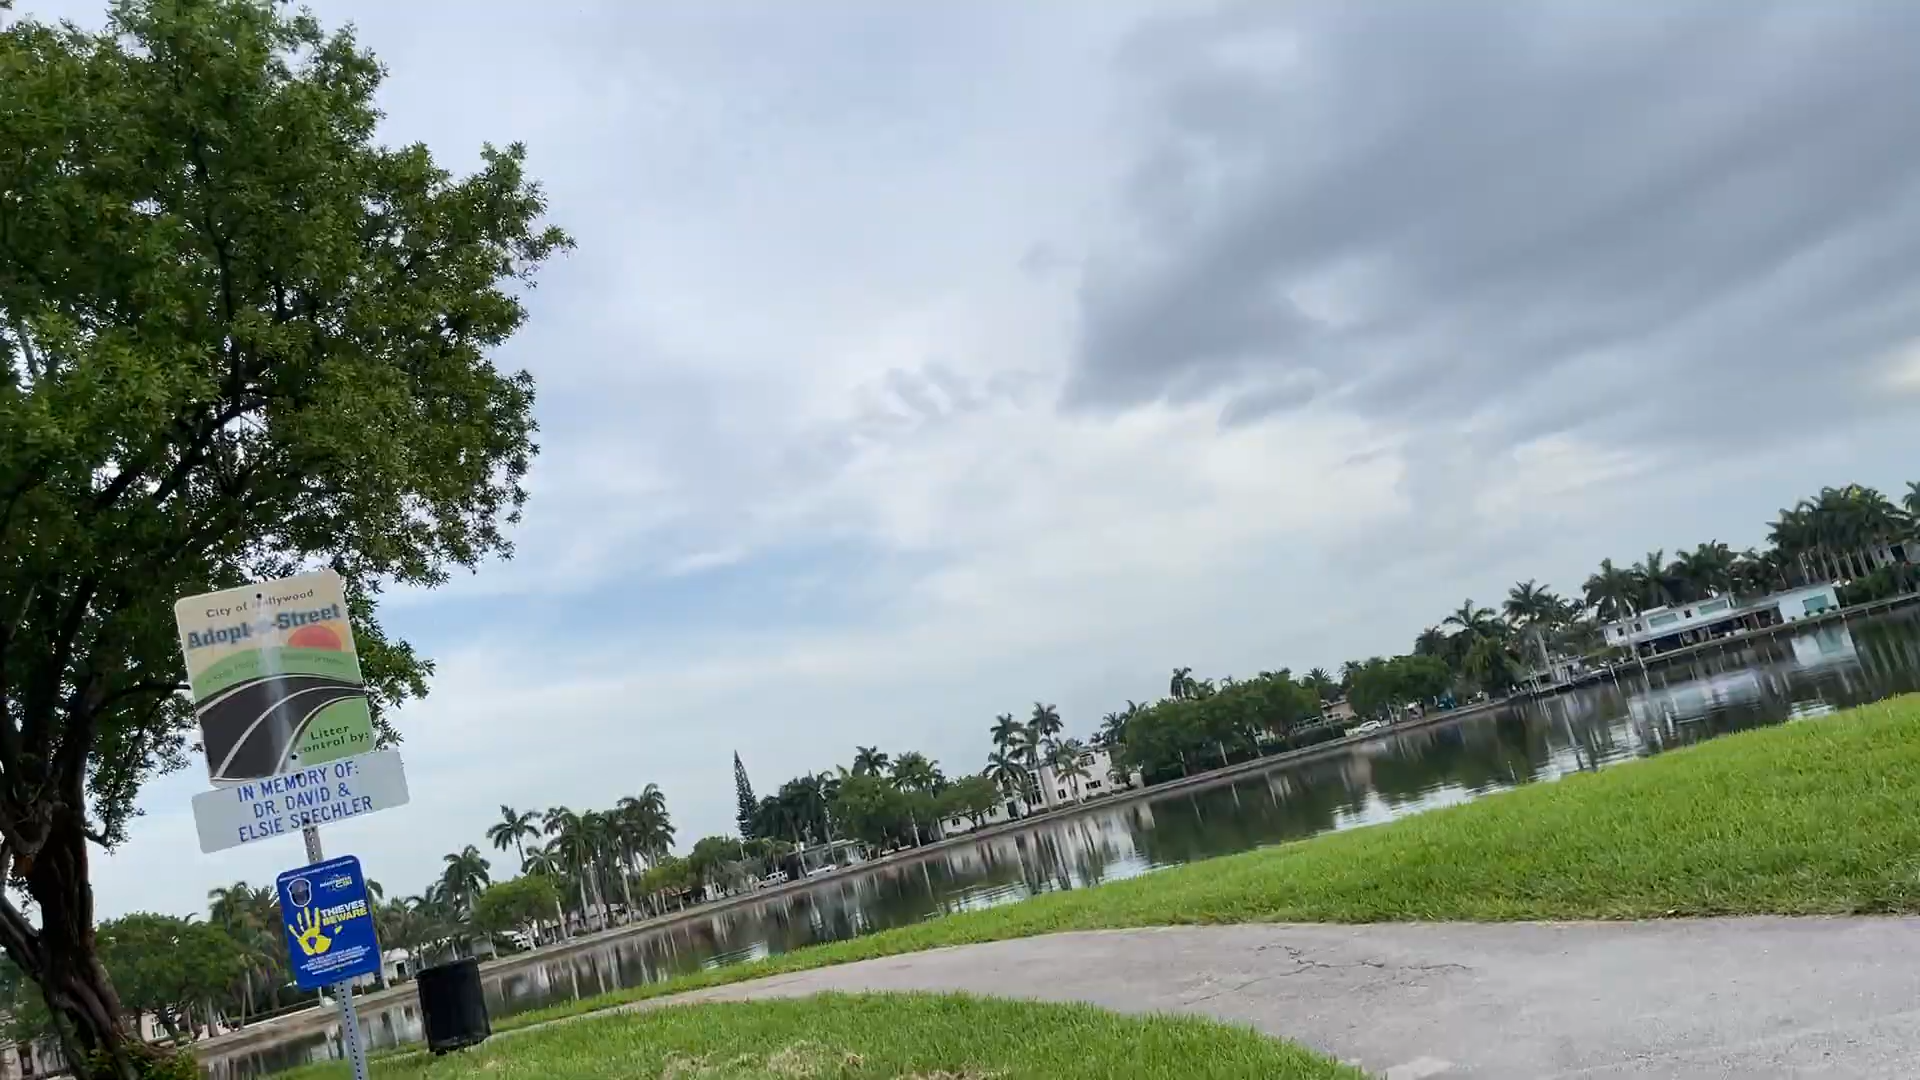 City of Hollywood
Adopt-a-Street
Litter
control by:
IN MEMORY OF:
DR. DAVID &
ELSIE SPECHLER
THIEVES
BEWARE